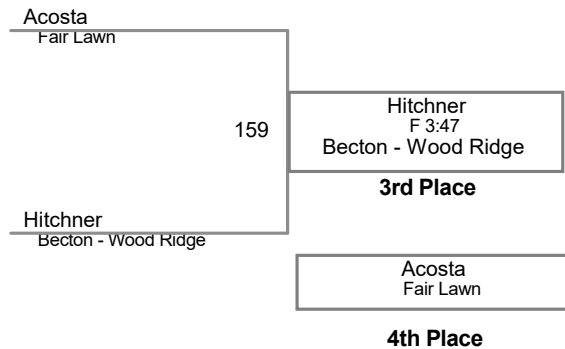 Acosta
Fair Lawn
159
Hitchner
F 3:47
Becton - Wood Ridge
3rd Place
Hitchner
Becton - Wood Ridge
Acosta
Fair Lawn
4th Place